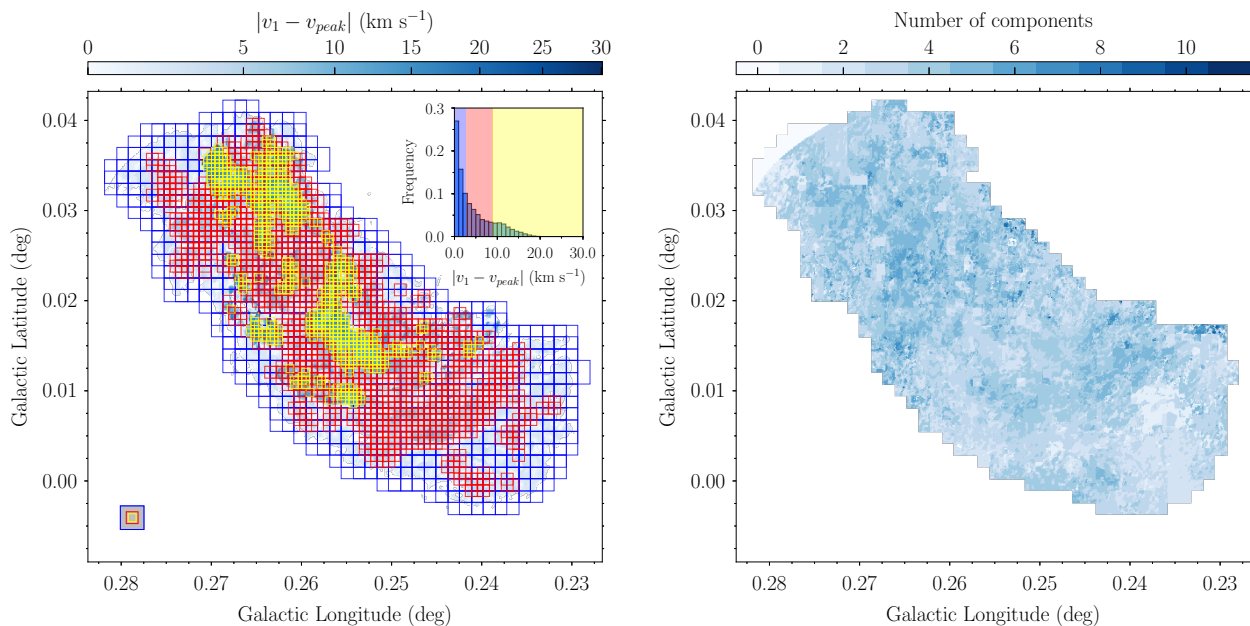 |v₁ − v_peak| (km s⁻¹)
0 5 10 15 20 25 30
0.04
0.03
0.02
0.01
0.00
Galactic Latitude (deg)
0.28 0.27 0.26 0.25 0.24 0.23
Galactic Longitude (deg)
0.3
0.2
0.1
0.0
Frequency
0.0 10.0 20.0 30.0
|v₁ − v_peak| (km s⁻¹)
Number of components
0 2 4 6 8 10
0.04
0.03
0.02
0.01
0.00
Galactic Latitude (deg)
0.28 0.27 0.26 0.25 0.24 0.23
Galactic Longitude (deg)